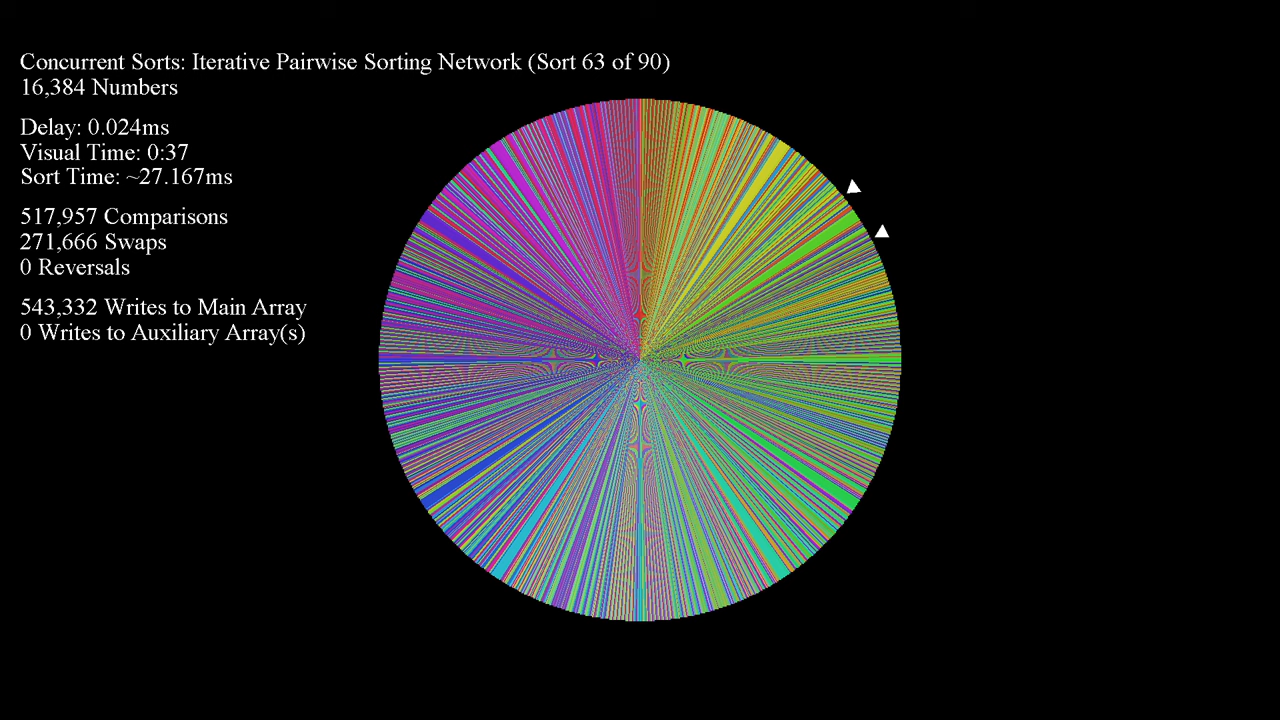 Concurrent Sorts: Iterative Pairwise Sorting Network (Sort 63 of 90)
16,384 Numbers
Delay: 0.024ms
Visual Time: 0:37
Sort Time: ~27.167ms
517,957 Comparisons
271,666 Swaps
0 Reversals
543,332 Writes to Main Array
0 Writes to Auxiliary Array(s)